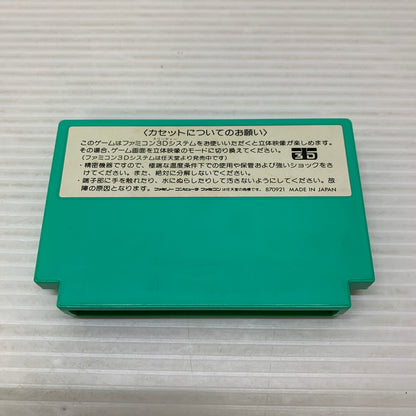 〈カセットについてのお願い〉
このゲームはファミコン3Dシステムをお使いいただくと立体映像が楽しめます。
その場合、ゲーム画面を立体映像のモードに切り換えてください。
(ファミコン3Dシステムは任天堂より発売中です)
3D
・精密機器ですので、極端な温度条件下での使用や保管および強いショックをさ
けてください。また、絶対に分解しないでください。
・端子部に手を触れたり、水にぬらしたりして汚さないようにしてください。故
障の原因となります。 ファミリー コンピュータ・ファミコンは任天堂の商標です。 870921 MADE IN JAPAN